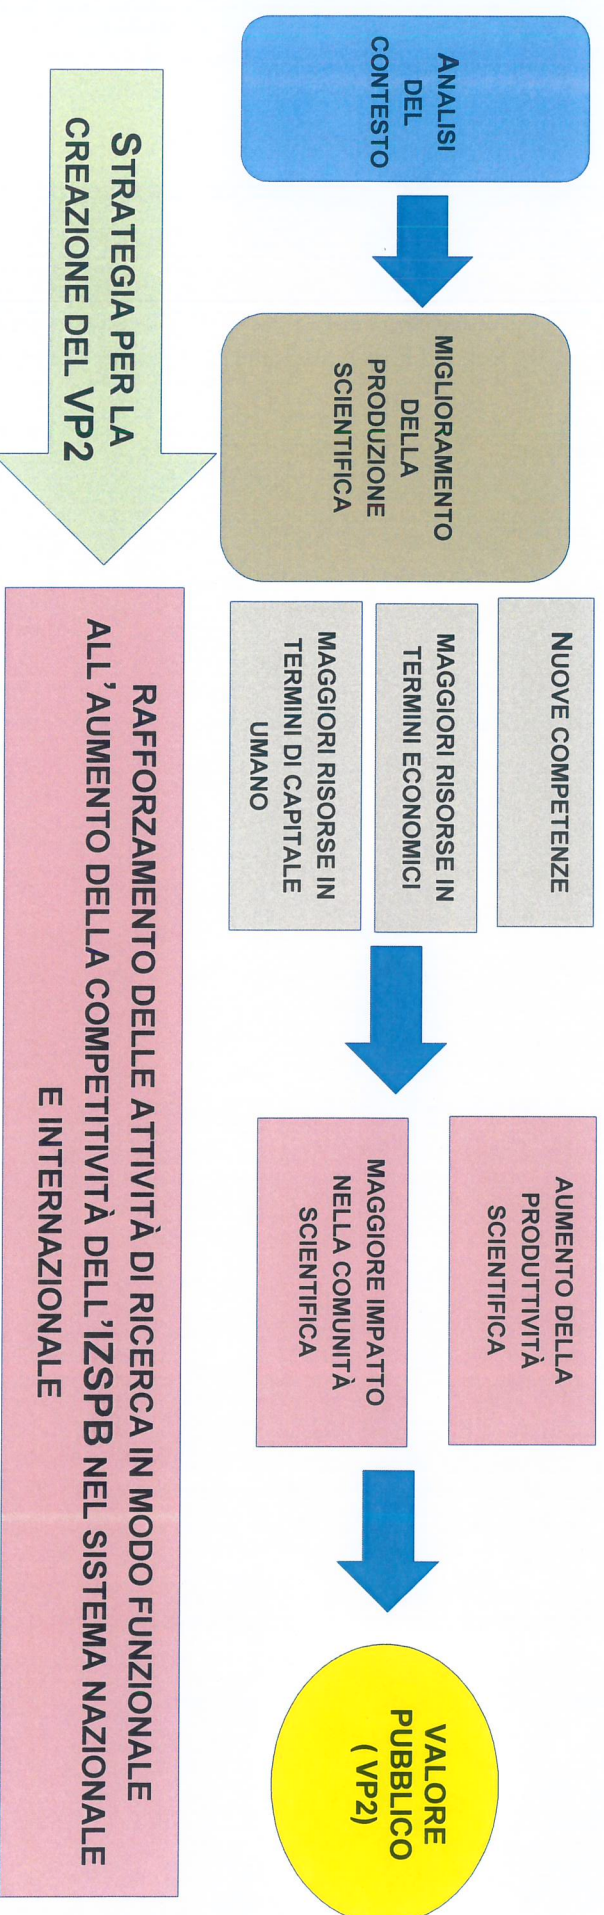 ANALISI
DEL
CONTESTO
MIGLIORAMENTO
DELLA
PRODUZIONE
SCIENTIFICA
NUOVE COMPETENZE
MAGGIORI RISORSE IN
TERMINI ECONOMICI
MAGGIORI RISORSE IN
TERMINI DI CAPITALE
UMANO
AUMENTO DELLA
PRODUTTIVITÀ
SCIENTIFICA
MAGGIORE IMPATTO
NELLA COMUNITÀ
SCIENTIFICA
VALORE
PUBBLICO
( VP2)
STRATEGIA PER LA
CREAZIONE DEL VP2
RAFFORZAMENTO DELLE ATTIVITÀ DI RICERCA IN MODO FUNZIONALE
ALL'AUMENTO DELLA COMPETITIVITÀ DELL'IZSPB NEL SISTEMA NAZIONALE
E INTERNAZIONALE